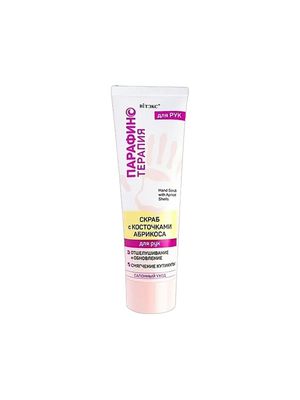 ВІТЭКС
для РУК
ПАРАФИНО
ТЕРАПИЯ
Hand Scrub
with Apricot
Shells
СКРАБ
с КОСТОЧКАМИ
АБРИКОСА
для рук
ОТШЕЛУШИВАНИЕ
и ОБНОВЛЕНИЕ
СМЯГЧЕНИЕ КУТИКУЛЫ
САЛОННЫЙ УХОД